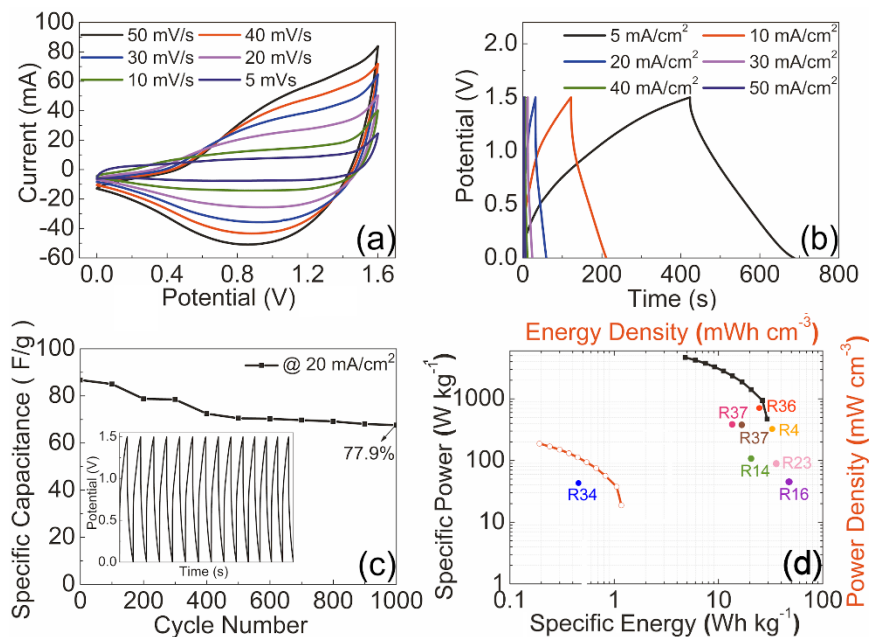 50 mV/s
40 mV/s
30 mV/s
20 mV/s
10 mV/s
5 mVs
80
60
40
20
0
-20
-40
-60
0.0
0.4
0.8
1.2
1.6
Current (mA)
Potential (V)
(a)
5 mA/cm²
10 mA/cm²
20 mA/cm²
30 mA/cm²
40 mA/cm²
50 mA/cm²
2.0
1.5
1.0
0.5
0.0
0
200
400
600
800
Potential (V)
Time (s)
(b)
@ 20 mA/cm²
100
80
60
40
20
0
0
200
400
600
800
1000
77.9%
1.5
1.0
0.0
Potential (V)
Time (s)
Specific Capacitance ( F/g )
Cycle Number
(c)
Energy Density (mWh cm⁻³)
1000
100
10
1
0.1
1
10
100
R36
R37
R37
R4
R14
R23
R16
R34
Specific Power (W kg⁻¹)
Power Density (mW cm⁻³)
Specific Energy (Wh kg⁻¹)
(d)